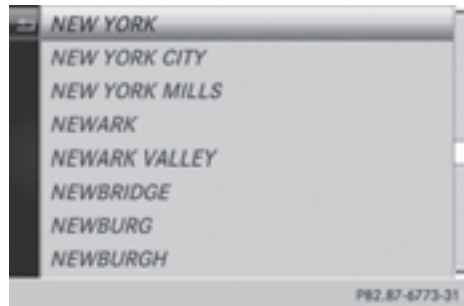 NEW YORK
NEW YORK CITY
NEW YORK MILLS
NEWARK
NEWARK VALLEY
NEWBRIDGE
NEWBURG
NEWBURGH
P82.87-6773-31